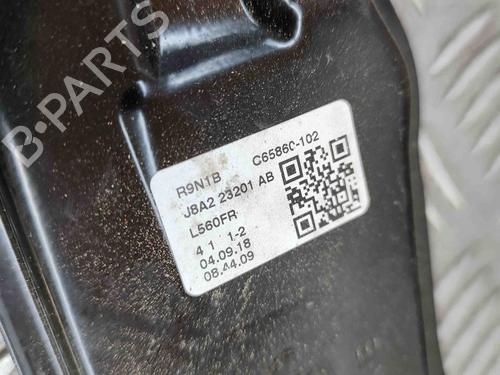 B-PARTS
R9N1B C65860-102
J8A2 23201 AB
L560FR
4 1 1-2
04.09.18
08.44.09